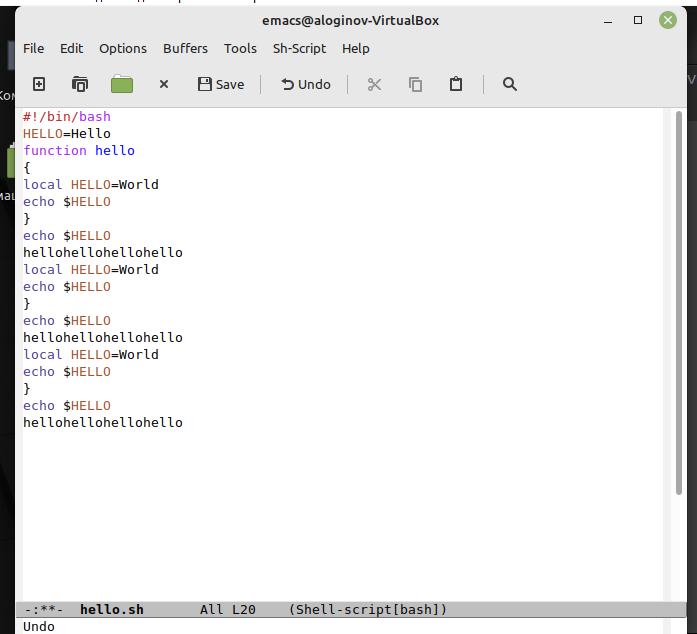 emacs@aloginov-VirtualBox
File Edit Options Buffers Tools Sh-Script Help
Save Undo
#!/bin/bash
HELLO=Hello
function hello
{
local HELLO=World
echo $HELLO
}
echo $HELLO
hellohellohellohello
local HELLO=World
echo $HELLO
}
echo $HELLO
hellohellohellohello
local HELLO=World
echo $HELLO
}
echo $HELLO
hellohellohellohello
-:**- hello.sh All L20 (Shell-script[bash])
Undo